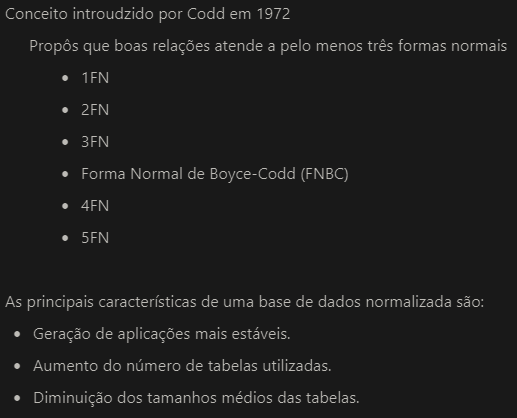 Conceito introudzido por Codd em 1972
Propôs que boas relações atende a pelo menos três formas normais
• 1FN
• 2FN
• 3FN
• Forma Normal de Boyce-Codd (FNBC)
• 4FN
• 5FN
As principais características de uma base de dados normalizada são:
• Geração de aplicações mais estáveis.
• Aumento do número de tabelas utilizadas.
• Diminuição dos tamanhos médios das tabelas.